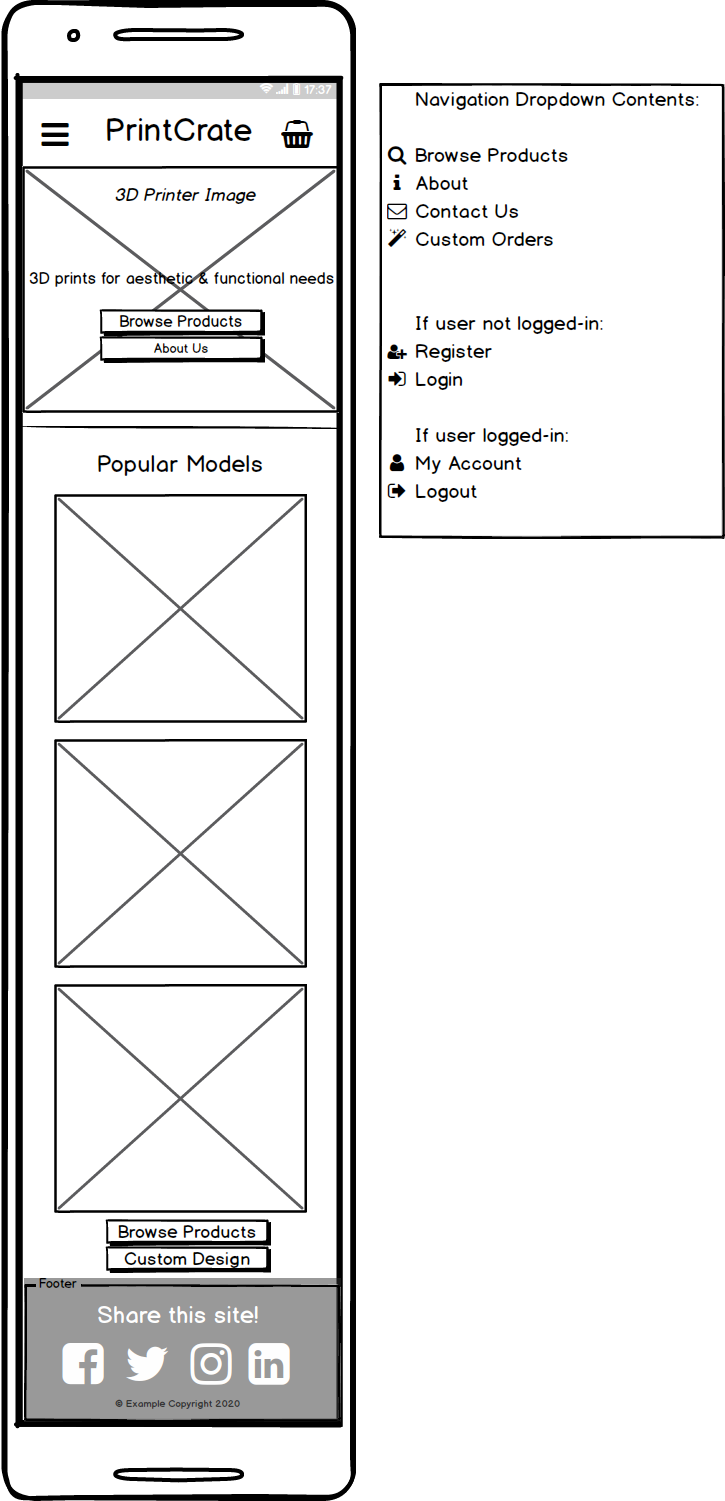 17:37
PrintCrate
3D Printer Image
3D prints for aesthetic & functional needs
Browse Products
About Us
Popular Models
Browse Products
Custom Design
Footer
Share this site!
© Example Copyright 2020
Navigation Dropdown Contents:
Browse Products
About
Contact Us
Custom Orders
If user not logged-in:
Register
Login
If user logged-in:
My Account
Logout